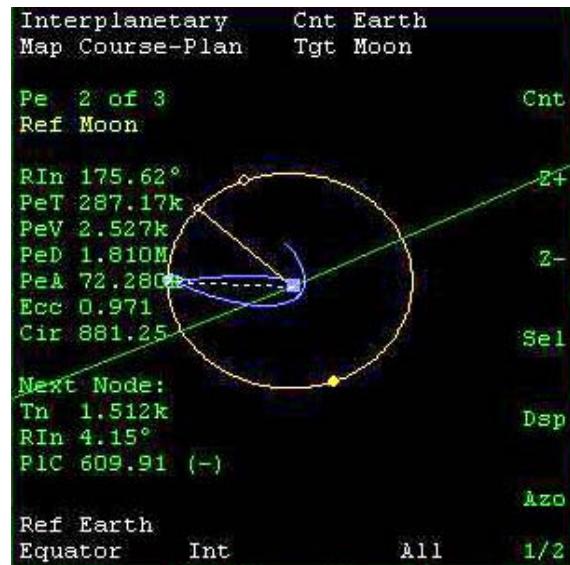 Interplanetary Cnt Earth
Map Course-Plan Tgt Moon
Pe 2 of 3 Cnt
Ref Moon
RIn 175.62° Z+
PeT 287.17k
PeV 2.527k
PeD 1.810M Z-
PeA 72.280
Ecc 0.971
Cir 881.25 Sel
Next Node:
Tn 1.512k Dsp
RIn 4.15°
PlC 609.91 (-)
Azo
Ref Earth
Equator Int All 1/2